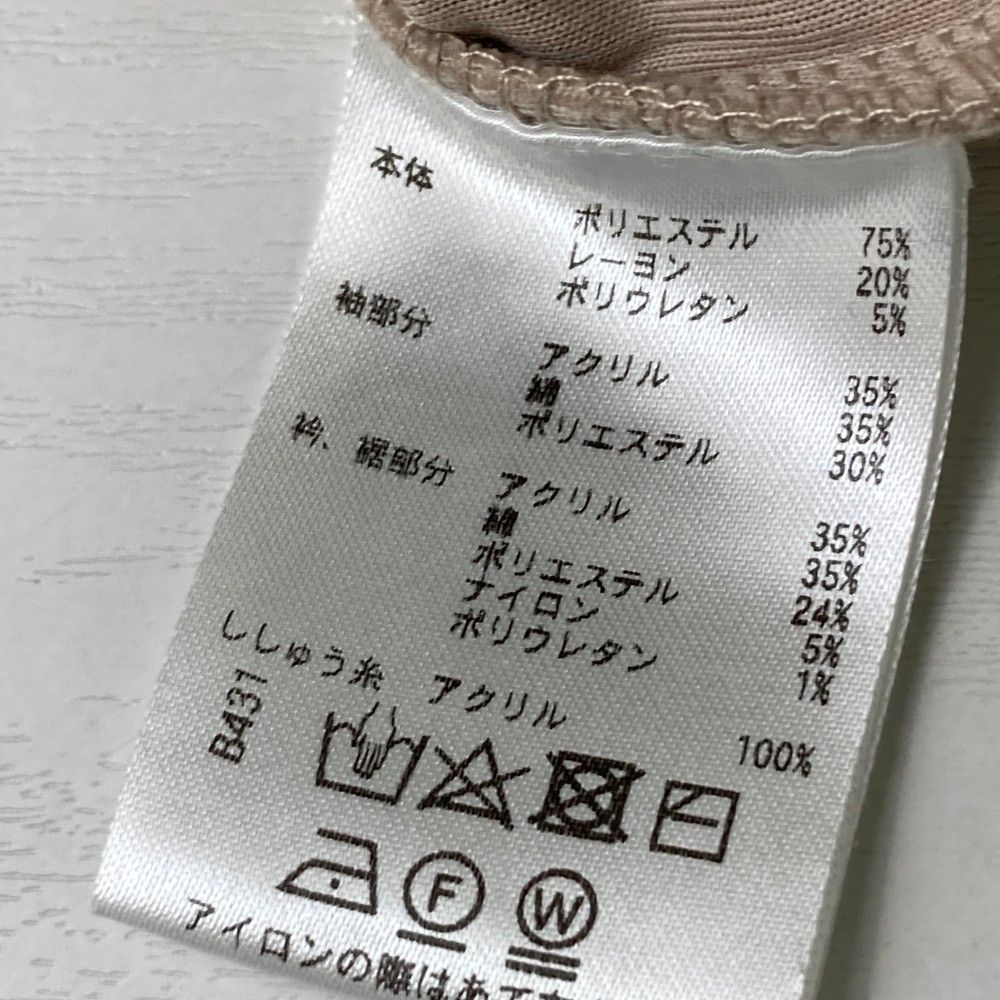 本体
ポリエステル 75%
レーヨン 20%
ポリウレタン 5%
袖部分
アクリル 35%
綿 35%
ポリエステル 30%
衿、裾部分
アクリル 35%
綿 35%
ポリエステル 24%
ナイロン 5%
ポリウレタン 1%
ししゅう糸 アクリル 100%
B431
F
W
アイロンの際はあて